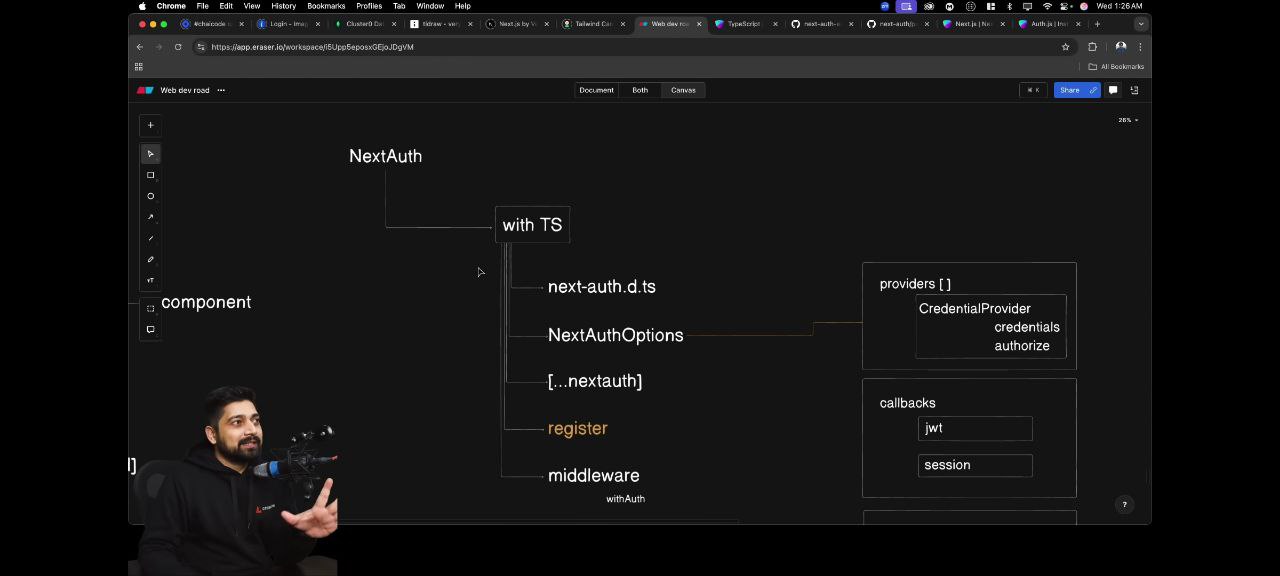 Chrome File Edit View History Bookmarks Profiles Tab Window Help Wed 1:26 AM
#chaicode Login - imag Cluster0 Da tldraw - very Next.js by V Tailwind Car Web dev road TypeScript next-auth-e next-auth/p Next.js | Ne Auth.js | Inst
https://app.eraser.io/workspace/i5Upp5eposxGEjoJDgVM
All Bookmarks
Web dev road Document Both Canvas ⌘ K Share
26%
NextAuth
with TS
next-auth.d.ts
NextAuthOptions
[...nextauth]
register
middleware
withAuth
component
providers [ ]
CredentialProvider
credentials
authorize
callbacks
jwt
session
?